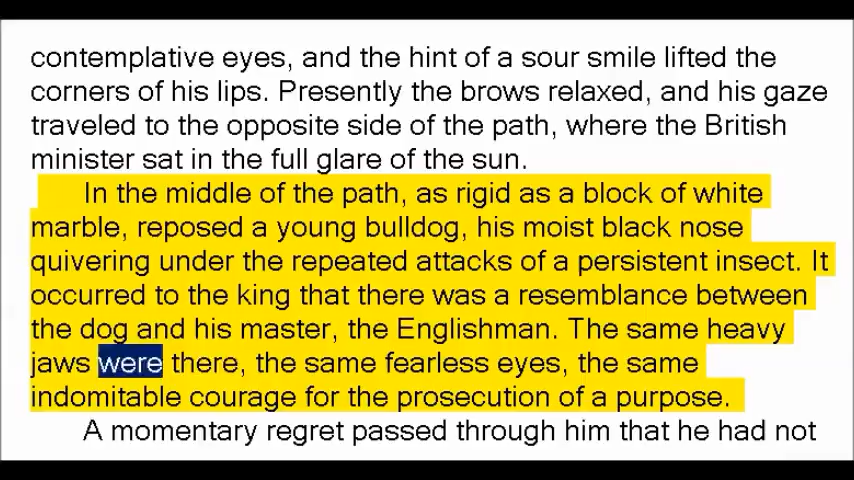 contemplative eyes, and the hint of a sour smile lifted the
corners of his lips. Presently the brows relaxed, and his gaze
traveled to the opposite side of the path, where the British
minister sat in the full glare of the sun.
In the middle of the path, as rigid as a block of white
marble, reposed a young bulldog, his moist black nose
quivering under the repeated attacks of a persistent insect. It
occurred to the king that there was a resemblance between
the dog and his master, the Englishman. The same heavy
jaws were there, the same fearless eyes, the same
indomitable courage for the prosecution of a purpose.
A momentary regret passed through him that he had not